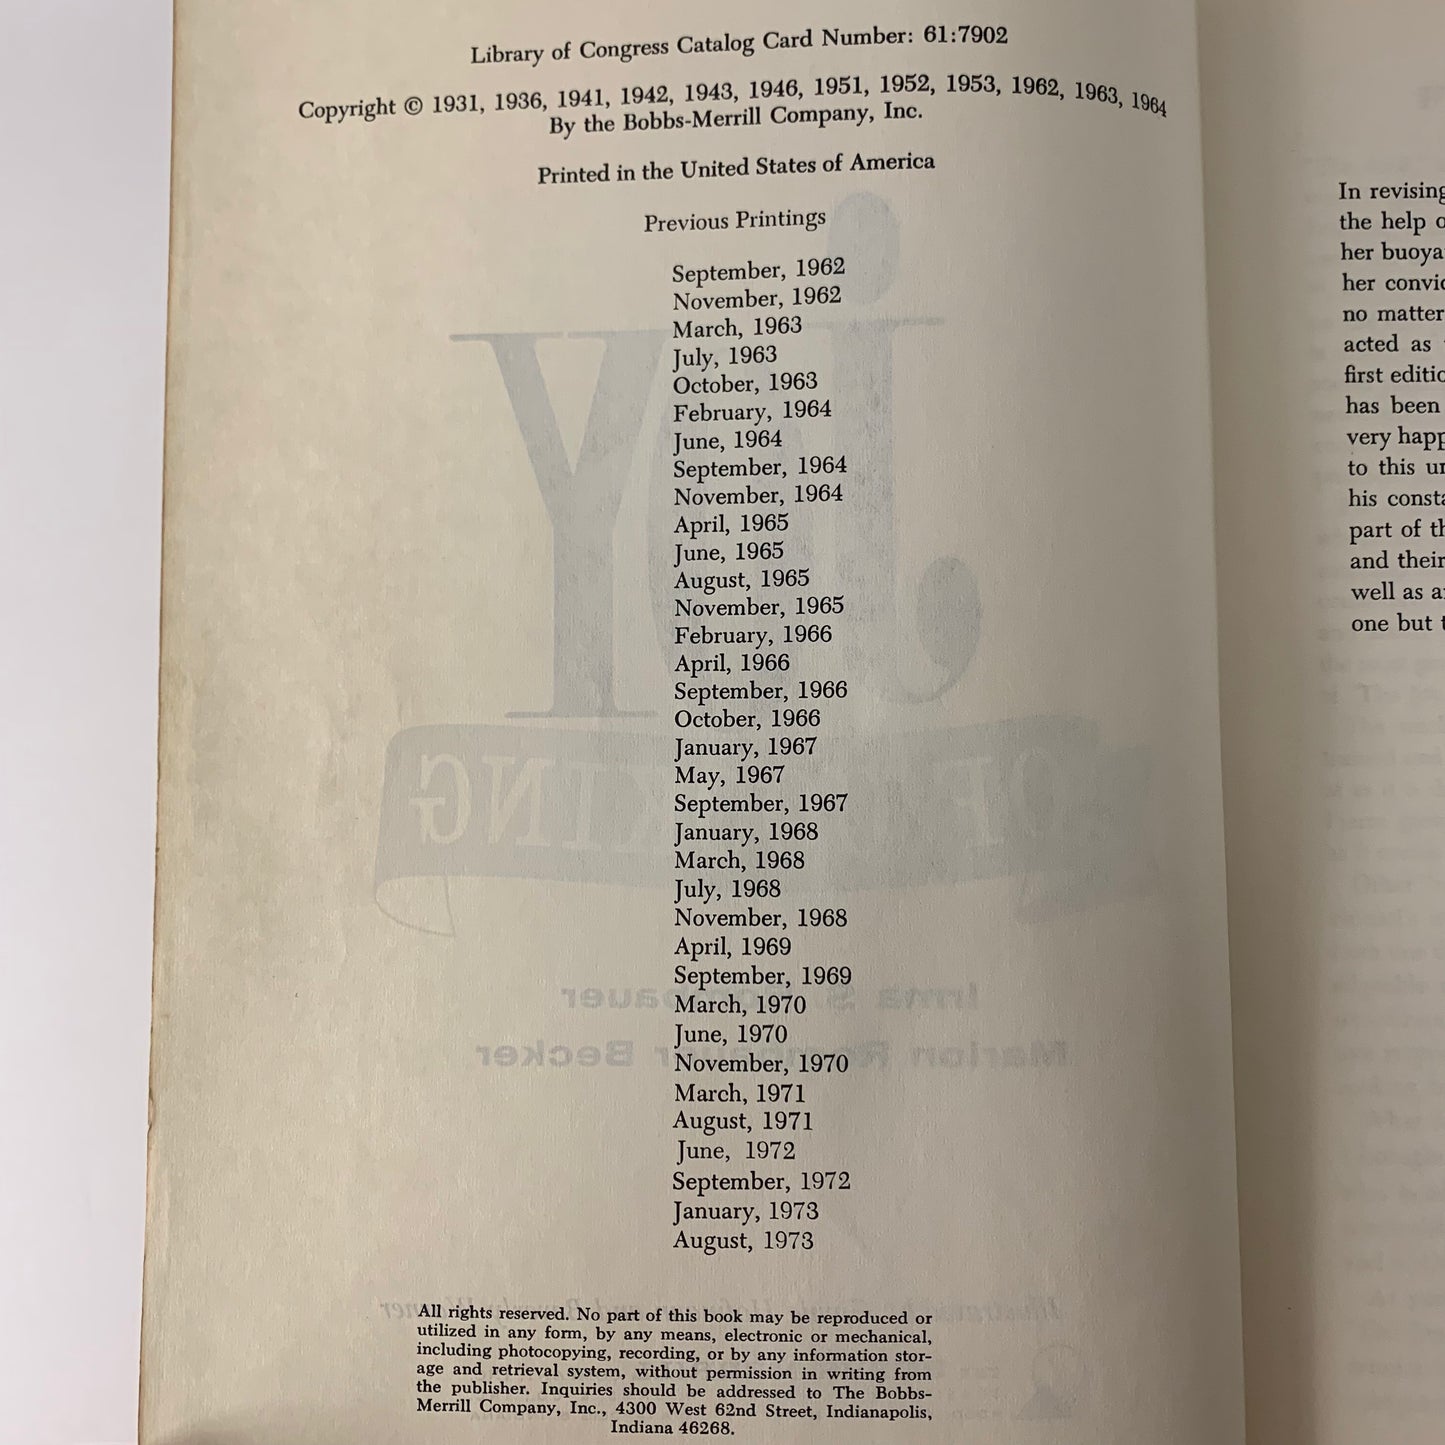 Library of Congress Catalog Card Number: 61:7902
Copyright © 1931, 1936, 1941, 1942, 1943, 1946, 1951, 1952, 1953, 1962, 1963, 1964
By the Bobbs-Merrill Company, Inc.
Printed in the United States of America
Previous Printings
September, 1962
November, 1962
March, 1963
July, 1963
October, 1963
February, 1964
June, 1964
September, 1964
November, 1964
April, 1965
June, 1965
August, 1965
November, 1965
February, 1966
April, 1966
September, 1966
October, 1966
January, 1967
May, 1967
September, 1967
January, 1968
March, 1968
July, 1968
November, 1968
April, 1969
September, 1969
March, 1970
June, 1970
November, 1970
March, 1971
August, 1971
June, 1972
September, 1972
January, 1973
August, 1973
All rights reserved. No part of this book may be reproduced or
utilized in any form, by any means, electronic or mechanical,
including photocopying, recording, or by any information stor-
age and retrieval system, without permission in writing from
the publisher. Inquiries should be addressed to The Bobbs-
Merrill Company, Inc., 4300 West 62nd Street, Indianapolis,
Indiana 46268.
In revising
the help
her
her
no matter
acted as
first
has been
very
to this
his
part of
and their
well as
one but